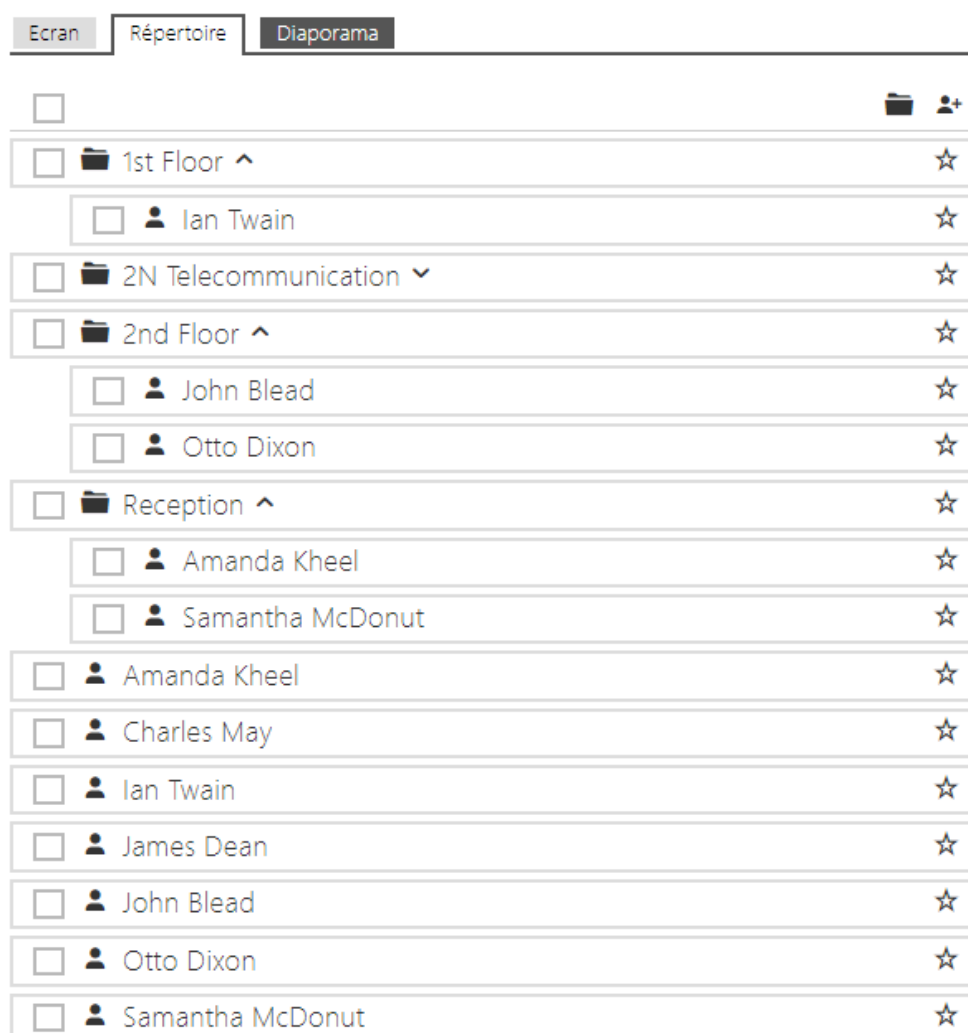 Ecran Répertoire Diaporama
1st Floor
Ian Twain
2N Telecommunication
2nd Floor
John Blead
Otto Dixon
Reception
Amanda Kheel
Samantha McDonut
Amanda Kheel
Charles May
Ian Twain
James Dean
John Blead
Otto Dixon
Samantha McDonut